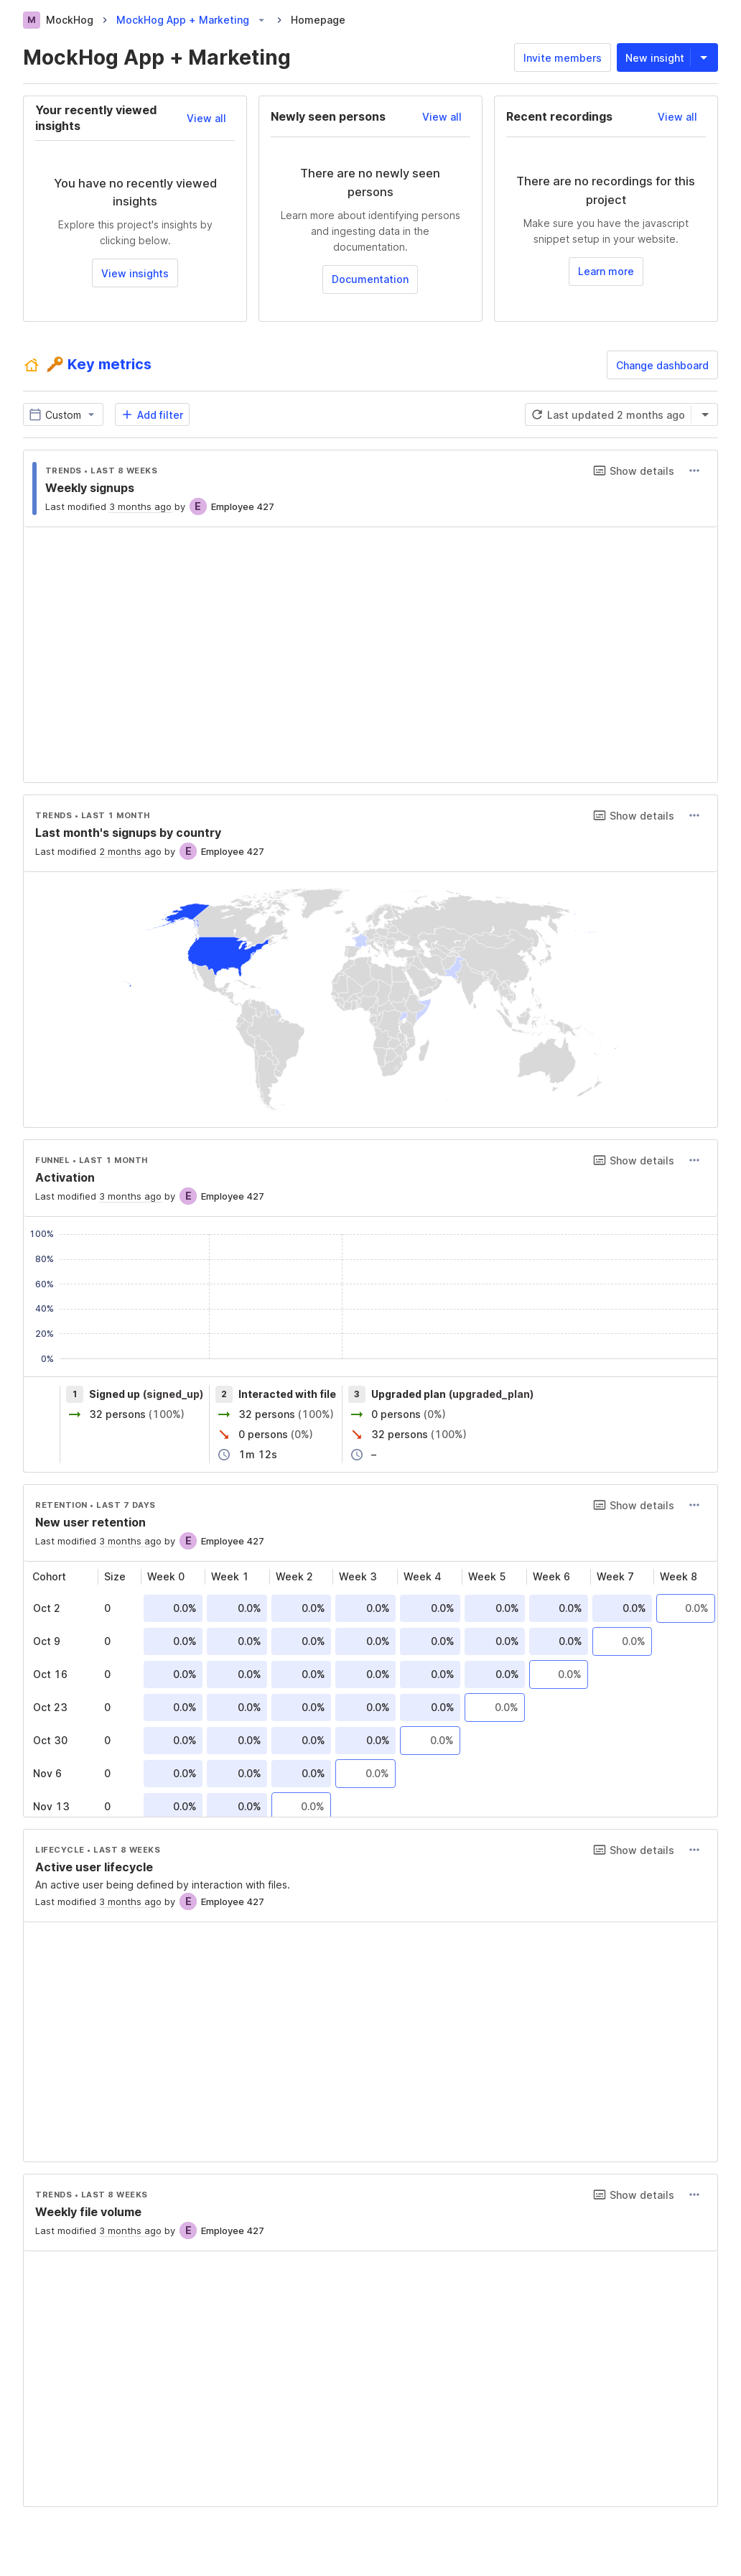 M MockHog > MockHog App + Marketing > Homepage
MockHog App + Marketing
Invite members
New insight
Your recently viewed
insights
View all
You have no recently viewed
insights
Explore this project's insights by
clicking below.
View insights
Newly seen persons
View all
There are no newly seen
persons
Learn more about identifying persons
and ingesting data in the
documentation.
Documentation
Recent recordings
View all
There are no recordings for this
project
Make sure you have the javascript
snippet setup in your website.
Learn more
🔑 Key metrics
Change dashboard
Custom
Add filter
Last updated 2 months ago
TRENDS • LAST 8 WEEKS
Show details
Weekly signups
Last modified 3 months ago by E Employee 427
TRENDS • LAST 1 MONTH
Show details
Last month's signups by country
Last modified 2 months ago by E Employee 427
FUNNEL • LAST 1 MONTH
Show details
Activation
Last modified 3 months ago by E Employee 427
100%
80%
60%
40%
20%
0%
1 Signed up (signed_up)
32 persons (100%)
2 Interacted with file
32 persons (100%)
0 persons (0%)
1m 12s
3 Upgraded plan (upgraded_plan)
0 persons (0%)
32 persons (100%)
–
RETENTION • LAST 7 DAYS
Show details
New user retention
Last modified 3 months ago by E Employee 427
Cohort Size Week 0 Week 1 Week 2 Week 3 Week 4 Week 5 Week 6 Week 7 Week 8
Oct 2 0 0.0% 0.0% 0.0% 0.0% 0.0% 0.0% 0.0% 0.0% 0.0%
Oct 9 0 0.0% 0.0% 0.0% 0.0% 0.0% 0.0% 0.0% 0.0%
Oct 16 0 0.0% 0.0% 0.0% 0.0% 0.0% 0.0% 0.0%
Oct 23 0 0.0% 0.0% 0.0% 0.0% 0.0% 0.0%
Oct 30 0 0.0% 0.0% 0.0% 0.0% 0.0%
Nov 6 0 0.0% 0.0% 0.0% 0.0%
Nov 13 0 0.0% 0.0% 0.0%
LIFECYCLE • LAST 8 WEEKS
Show details
Active user lifecycle
An active user being defined by interaction with files.
Last modified 3 months ago by E Employee 427
TRENDS • LAST 8 WEEKS
Show details
Weekly file volume
Last modified 3 months ago by E Employee 427